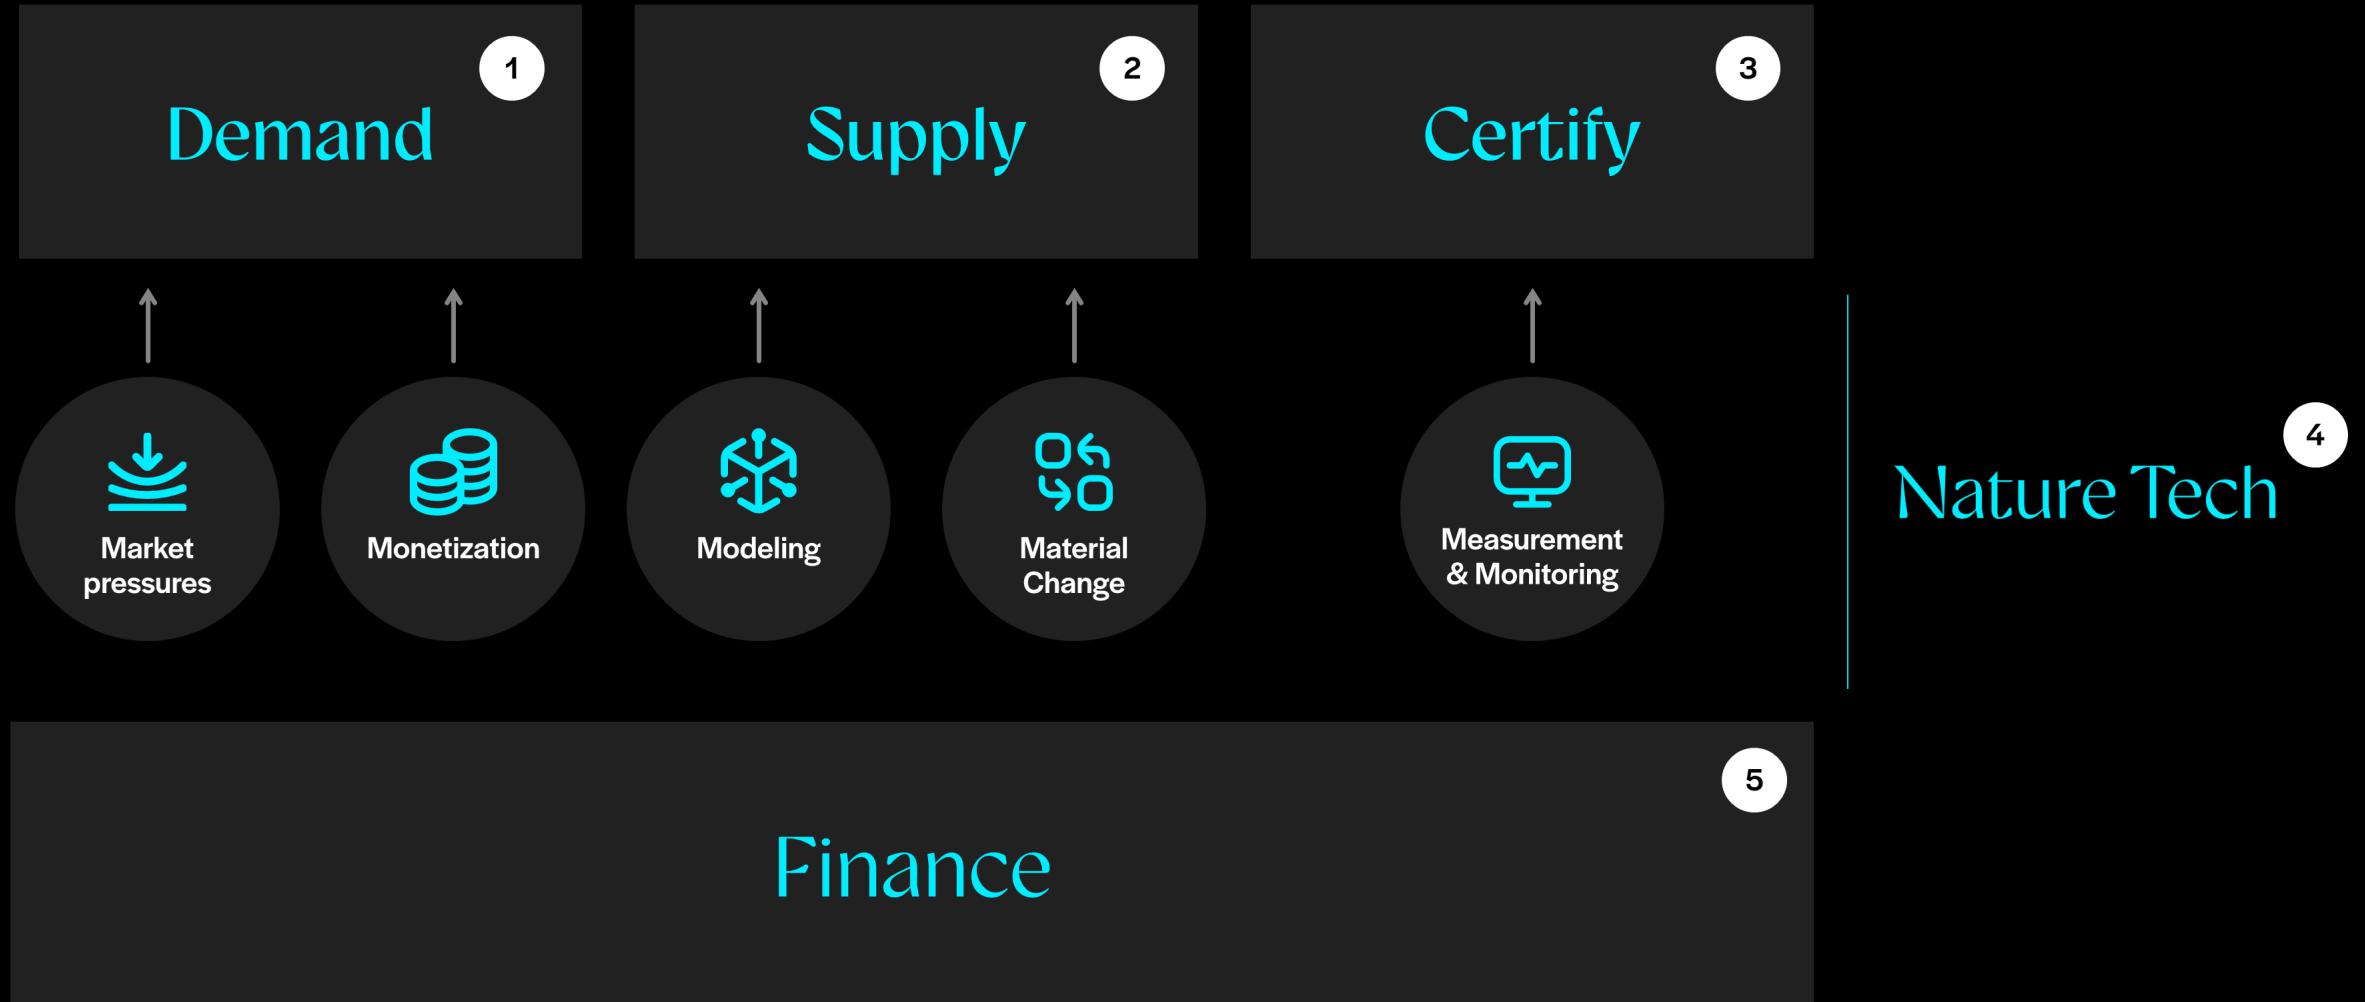 1
Demand
2
Supply
3
Certify
Market
pressures
Monetization
Modeling
Material
Change
Measurement
& Monitoring
4
Nature Tech
5
Finance